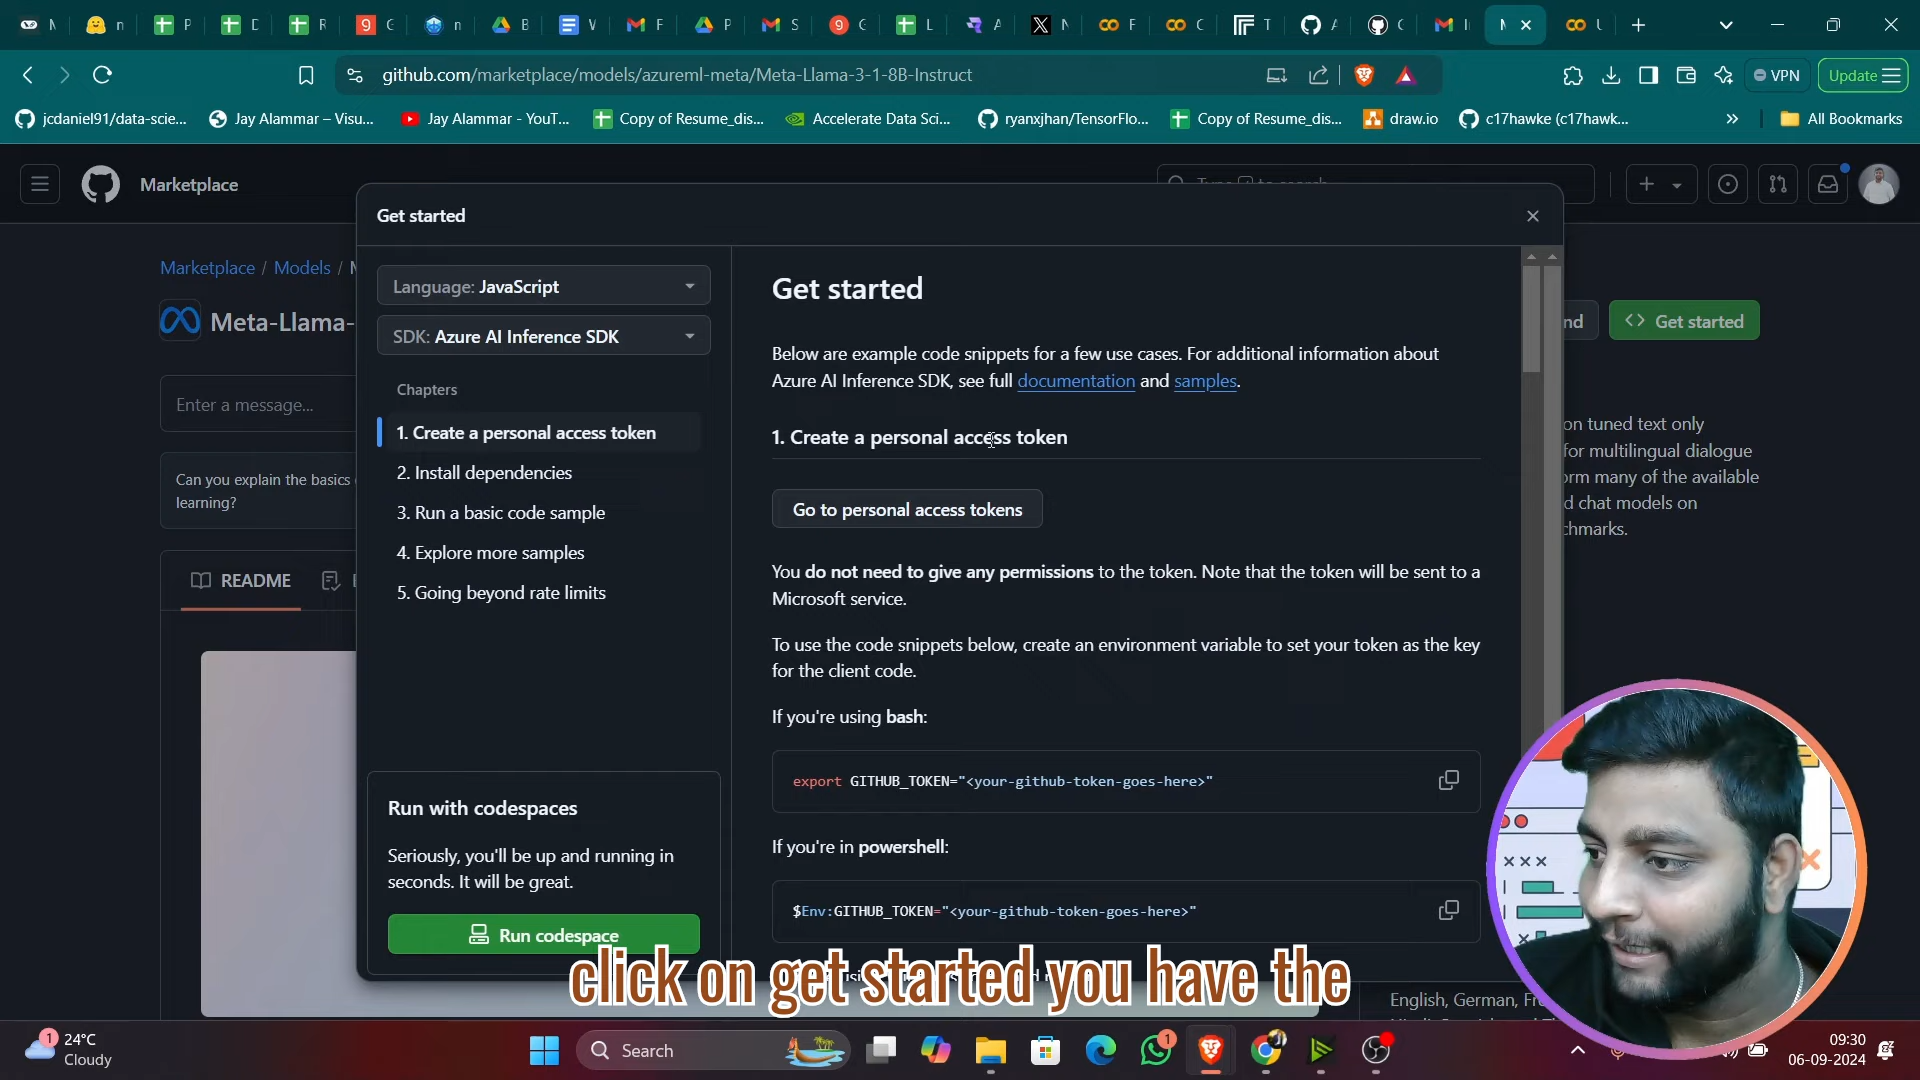 github.com/marketplace/models/azureml-meta/Meta-Llama-3-1-8B-Instruct
VPN
Update
jcdaniel91/data-scie...
Jay Alammar – Visu...
Jay Alammar - YouT...
Copy of Resume_dis...
Accelerate Data Sci...
ryanxjhan/TensorFlo...
Copy of Resume_dis...
draw.io
c17hawke (c17hawk...
All Bookmarks
Marketplace
Get started
Marketplace / Models /
Meta-Llama-
Enter a message...
Can you explain the basics
learning?
README
Language: JavaScript
SDK: Azure AI Inference SDK
Chapters
1. Create a personal access token
2. Install dependencies
3. Run a basic code sample
4. Explore more samples
5. Going beyond rate limits
Run with codespaces
Seriously, you'll be up and running in
seconds. It will be great.
Run codespace
Get started
Below are example code snippets for a few use cases. For additional information about
Azure AI Inference SDK, see full documentation and samples.
1. Create a personal access token
Go to personal access tokens
You do not need to give any permissions to the token. Note that the token will be sent to a
Microsoft service.
To use the code snippets below, create an environment variable to set your token as the key
for the client code.
If you're using bash:
export GITHUB_TOKEN="<your-github-token-goes-here>"
If you're in powershell:
$Env:GITHUB_TOKEN="<your-github-token-goes-here>"
Get started
on tuned text only
for multilingual dialogue
orm many of the available
d chat models on
chmarks.
English, German, Fr
click on get started you have the
24°C
Cloudy
Search
09:30
06-09-2024